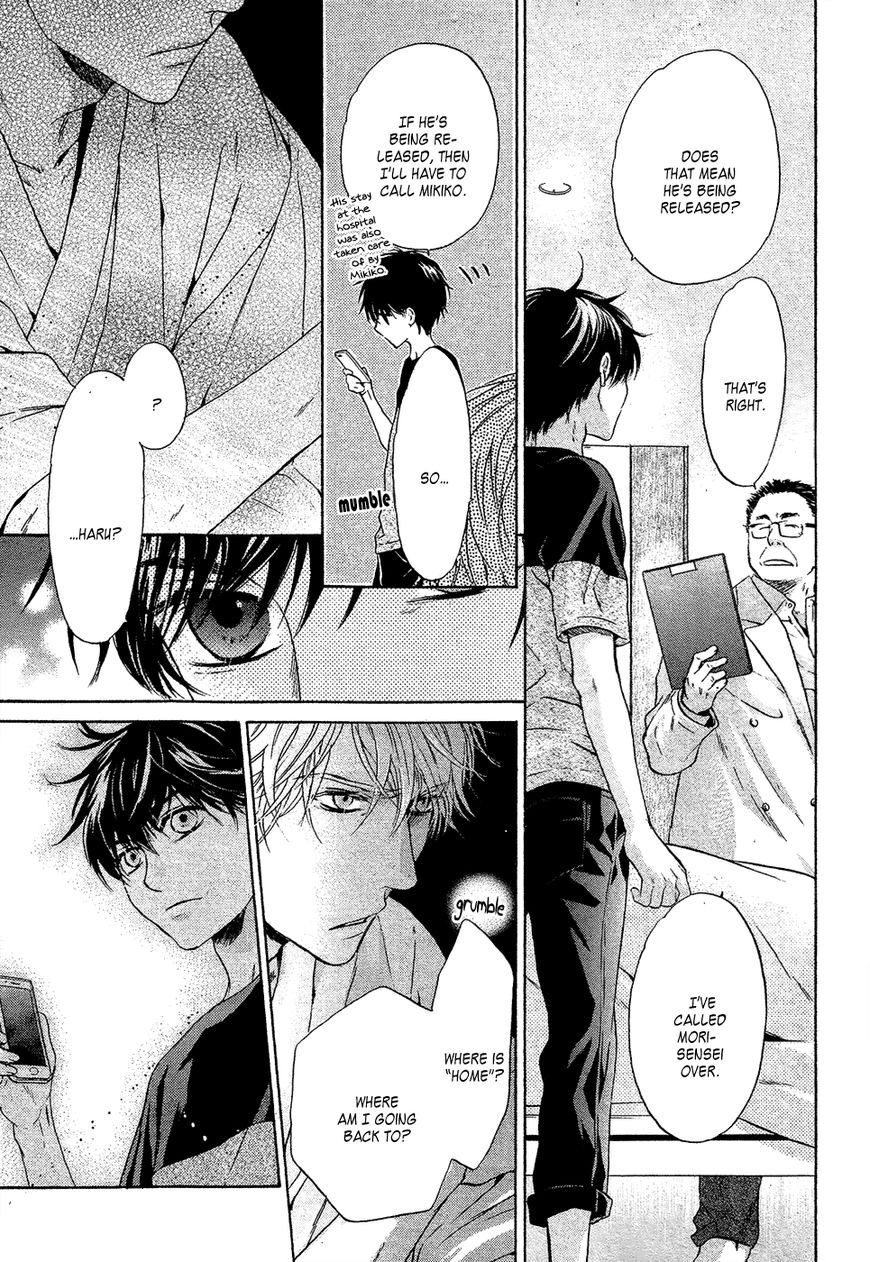 DOES
THAT MEAN
HE'S BEING
RELEASED?
THAT'S
RIGHT.
I'VE
CALLED
MORI-
SENSEI
OVER.
IF HE'S
BEING RE-
LEASED, THEN
I'LL HAVE TO
CALL MIKIKO.
His stay
at the
hospital
was also
taken care
of By
Mikiko
SO...
mumble
?
...HARU?
grumble
WHERE IS
"HOME"?
WHERE
AM I GOING
BACK TO?